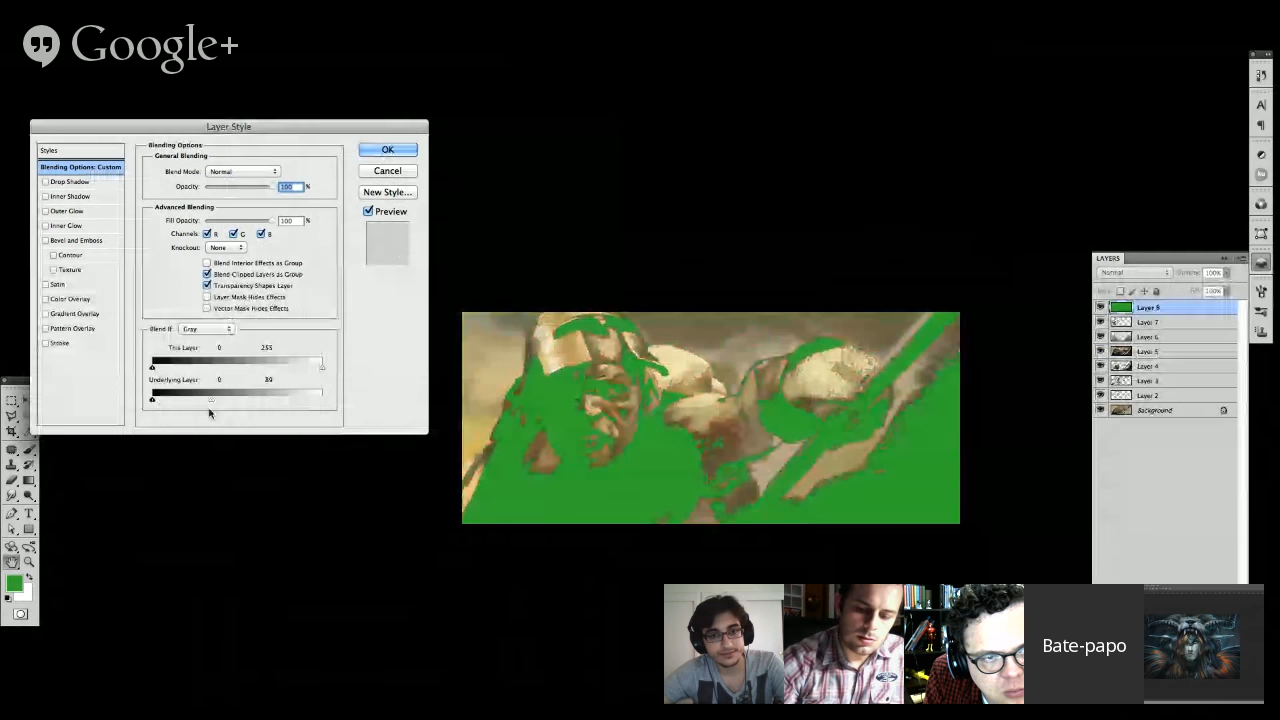 Google+
Layer Style
Styles
Blending Options: Custom
Drop Shadow
Inner Shadow
Outer Glow
Inner Glow
Bevel and Emboss
Contour
Texture
Satin
Color Overlay
Gradient Overlay
Pattern Overlay
Stroke
Blending Options
General Blending
Blend Mode: Normal
Opacity: 100 %
Advanced Blending
Fill Opacity: 100 %
Channels: R G B
Knockout: None
Blend Interior Effects as Group
Blend Clipped Layers as Group
Transparency Shapes Layer
Layer Mask Hides Effects
Vector Mask Hides Effects
Blend If: Gray
This Layer: 0 255
Underlying Layer: 0 89
OK
Cancel
New Style...
Preview
LAYERS
Normal Opacity: 100%
100%
Layer 7
Layer 6
Layer 5
Layer 4
Layer 3
Layer 2
Background
Bate-papo